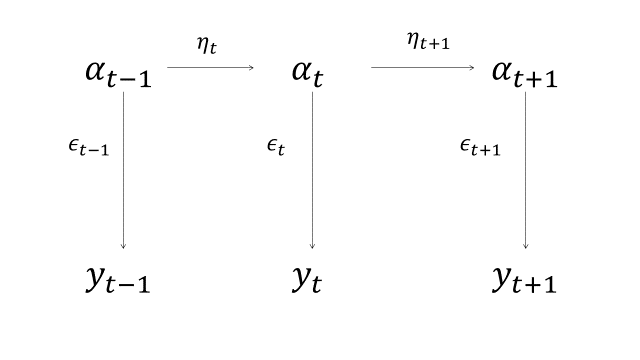 η_t η_{t+1}
α_{t−1} α_t α_{t+1}
ϵ_{t−1} ϵ_t ϵ_{t+1}
y_{t−1} y_t y_{t+1}